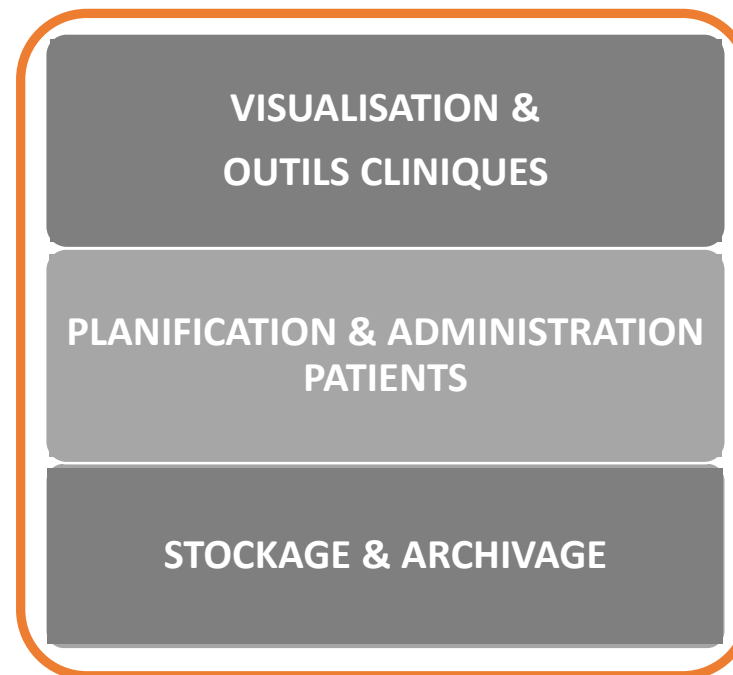 VISUALISATION &
OUTILS CLINIQUES
PLANIFICATION & ADMINISTRATION
PATIENTS
STOCKAGE & ARCHIVAGE